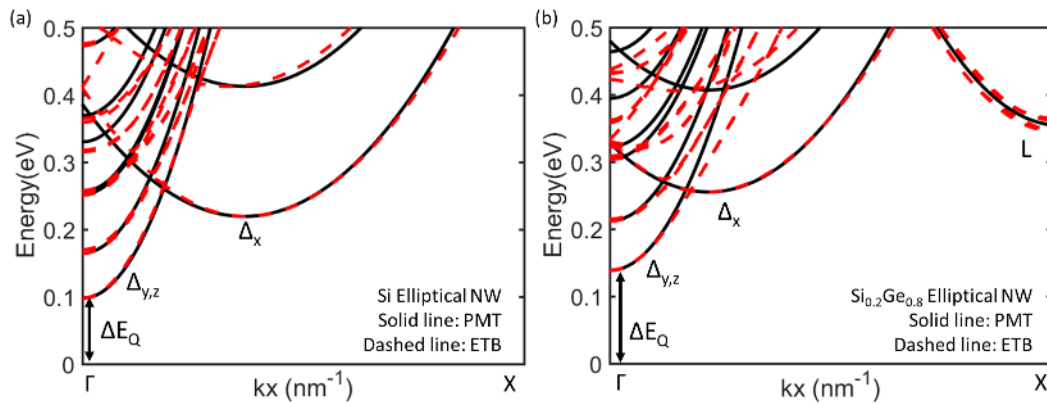 (a)
0.5
0.4
0.3
0.2
0.1
0
Energy(eV)
Δx
Δy,z
ΔEQ
Si Elliptical NW
Solid line: PMT
Dashed line: ETB
Γ
kx (nm⁻¹)
X
(b)
0.5
0.4
0.3
0.2
0.1
0
Energy(eV)
L
Δx
Δy,z
ΔEQ
Si0.2Ge0.8 Elliptical NW
Solid line: PMT
Dashed line: ETB
Γ
kx (nm⁻¹)
X